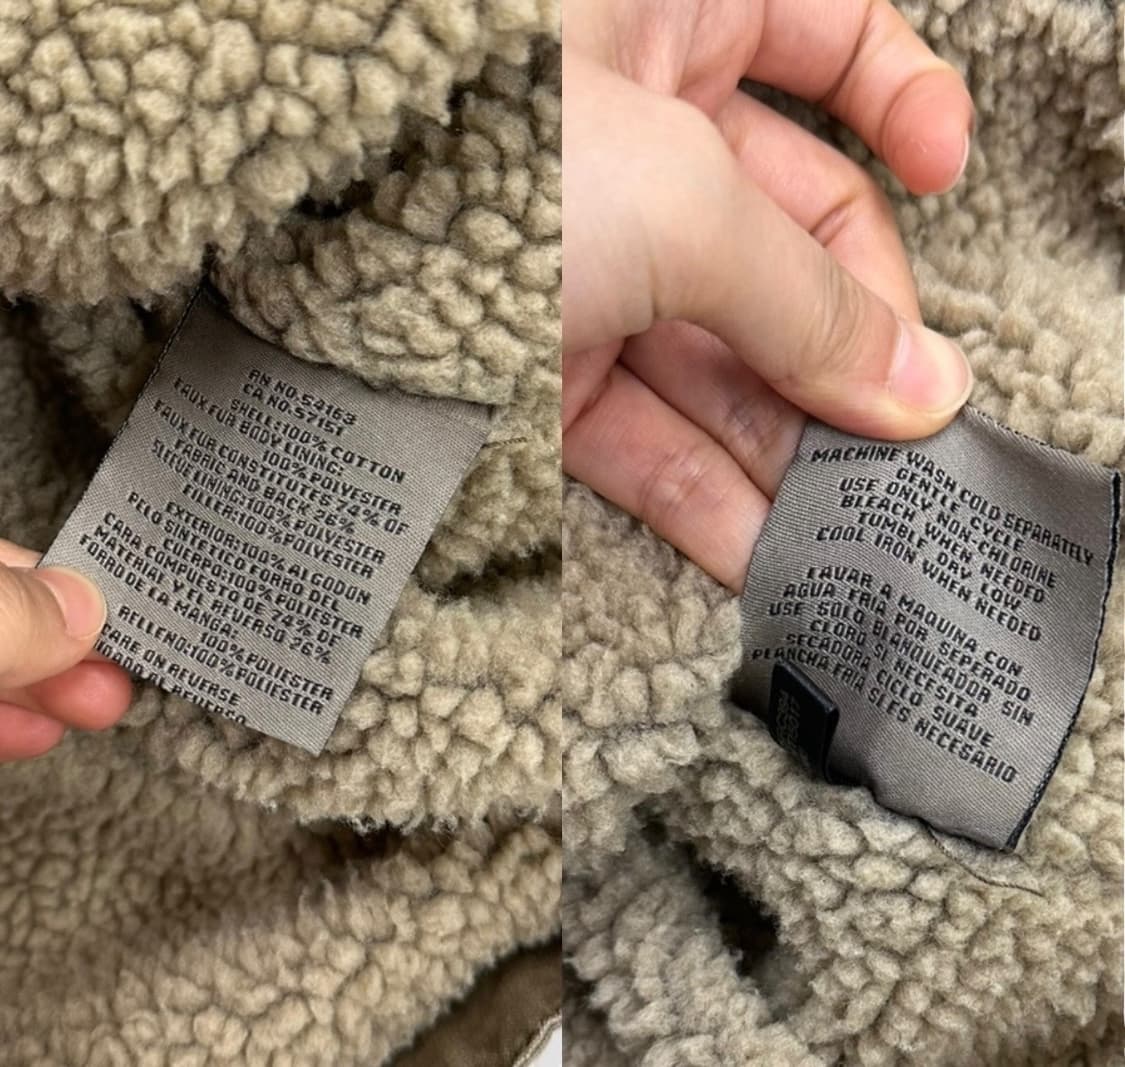 RN NO.54163
CA NO.57151
SHELL:100% COTTON
FAUX FUR BODY LINING:
100% POLYESTER
FAUX FUR CONSTITUTES 74% OF
FABRIC AND BACK 26%
SLEEVE LINING:100% POLYESTER
FILLER:100%POLYESTER
EXTERIOR:100% ALGODON
PELO SINTETICO FORRO DEL
CUERPO:100% POLIESTER
CARA COMPUESTO DE 74% DE
MATERIAL Y EL REVERSO 26%
FORRO DE LA MANGA:
100% POLIESTER
RELLENO:100%POLIESTER
CARE ON REVERSE
REVERSO
MACHINE WASH COLD SEPARATELY
GENTLE CYCLE
USE ONLY NON-CHLORINE
BLEACH WHEN NEEDED
TUMBLE DRY LOW
COOL IRON WHEN NEEDED
LAVAR A MAQUINA CON
AGUA FRIA POR SEPERADO
USE SOLO BLANQUEADOR SIN
CLORO SI NECESITA
SECADORA CICLO SUAVE
PLANCHA FRIA SI ES NECESARIO